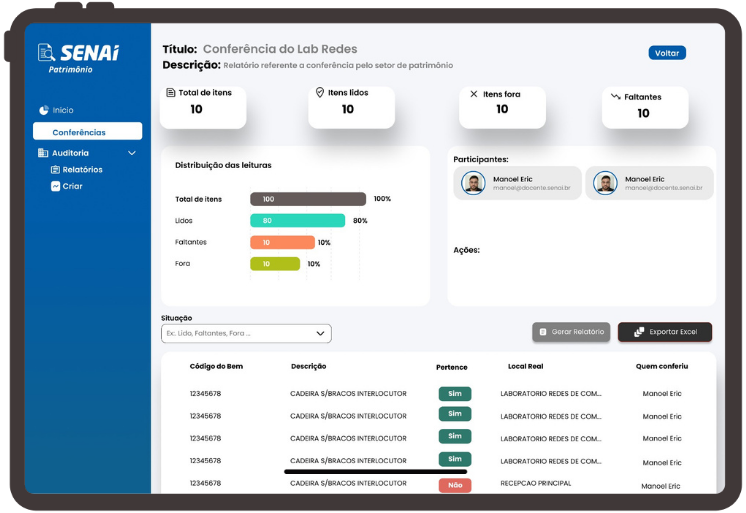 SENAI
Patrimônio
Início
Conferências
Auditoria
Relatórios
Criar
Título: Conferência do Lab Redes
Descrição: Relatório referente a conferência pelo setor de patrimônio
Voltar
Total de itens
10
Itens lidos
10
Itens fora
10
Faltantes
10
Distribuição das leituras
Total de itens 100 100%
Lidos 80 80%
Faltantes 10 10%
Fora 10 10%
Participantes:
Manoel Eric
manoel@docente.senai.br
Manoel Eric
manoel@docente.senai.br
Ações:
Situação
Ex: Lido, Faltantes, Fora ...
Gerar Relatório
Exportar Excel
Código do Bem Descrição Pertence Local Real Quem conferiu
12345678 CADEIRA S/BRACOS INTERLOCUTOR Sim LABORATORIO REDES DE COM... Manoel Eric
12345678 CADEIRA S/BRACOS INTERLOCUTOR Sim LABORATORIO REDES DE COM... Manoel Eric
12345678 CADEIRA S/BRACOS INTERLOCUTOR Sim LABORATORIO REDES DE COM... Manoel Eric
12345678 CADEIRA S/BRACOS INTERLOCUTOR Sim LABORATORIO REDES DE COM... Manoel Eric
12345678 CADEIRA S/BRACOS INTERLOCUTOR Não RECEPCAO PRINCIPAL Manoel Eric